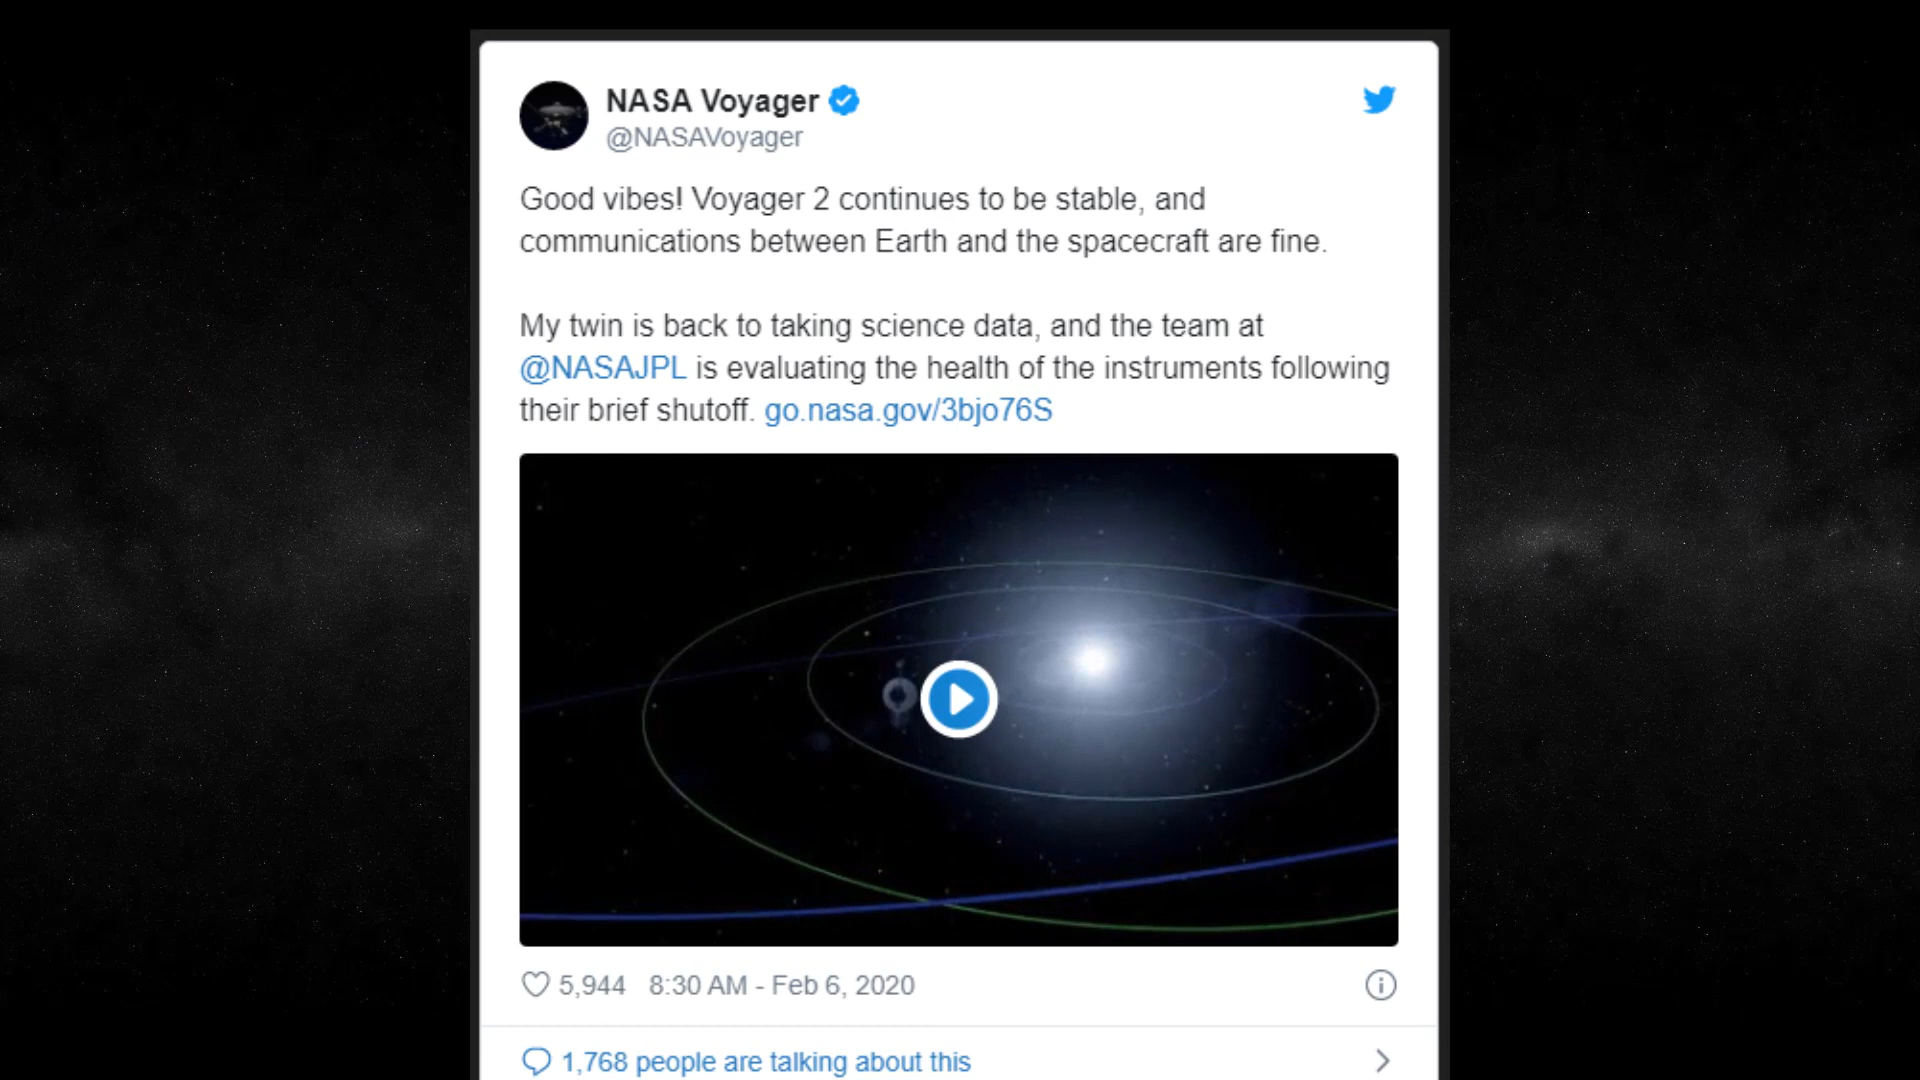 NASA Voyager
@NASAVoyager
Good vibes! Voyager 2 continues to be stable, and
communications between Earth and the spacecraft are fine.
My twin is back to taking science data, and the team at
@NASAJPL is evaluating the health of the instruments following
their brief shutoff. go.nasa.gov/3bjo76S
5,944 8:30 AM - Feb 6, 2020
1,768 people are talking about this